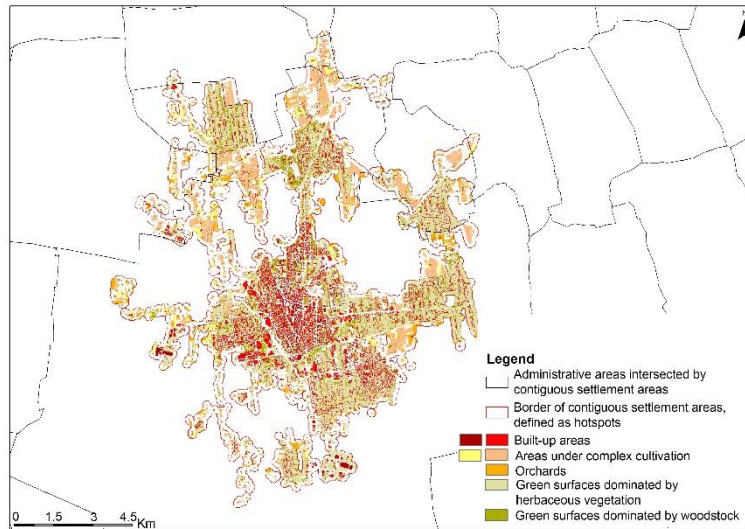 Legend
Administrative areas intersected by
contiguous settlement areas
Border of contiguous settlement areas,
defined as hotspots
Built-up areas
Areas under complex cultivation
Orchards
Green surfaces dominated by
herbaceous vegetation
Green surfaces dominated by woodstock
0 1.5 3 4.5
Km